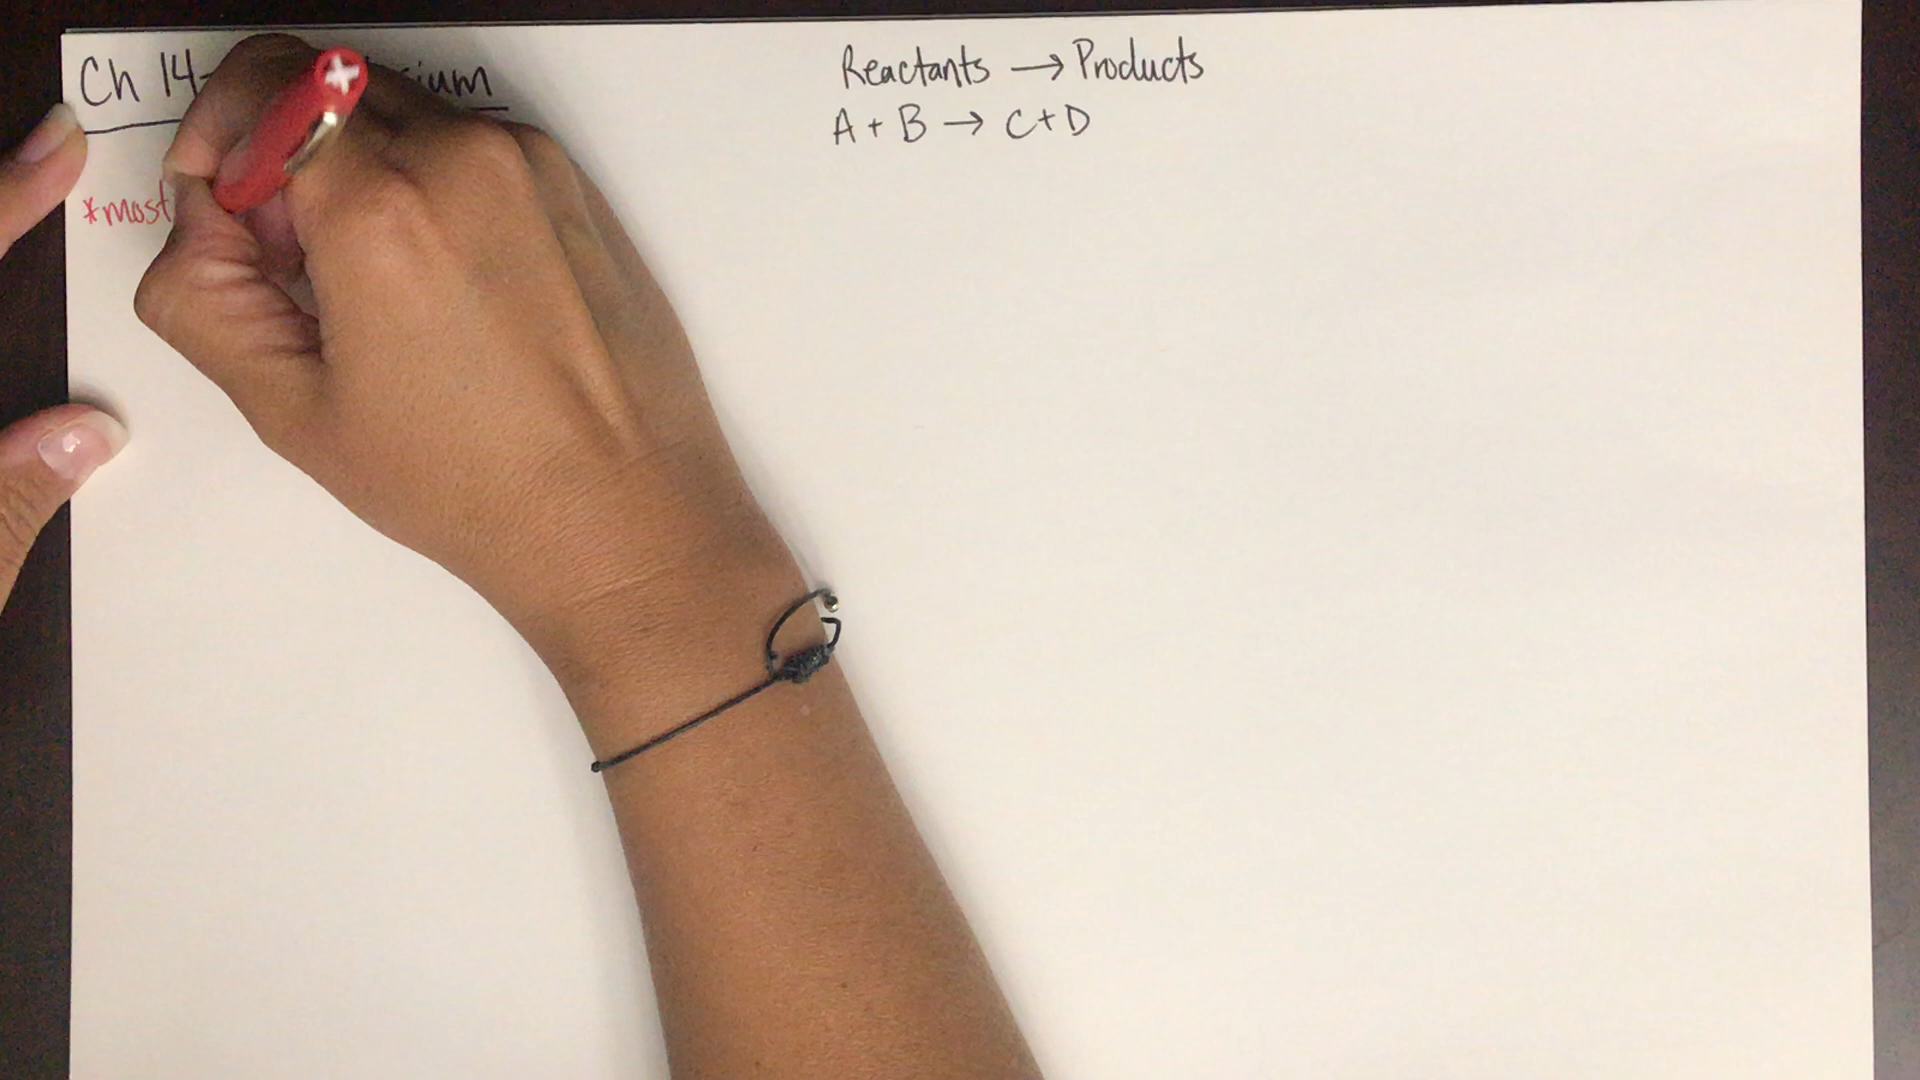 Ch 14-
Reactants → Products
A + B → C + D
*most